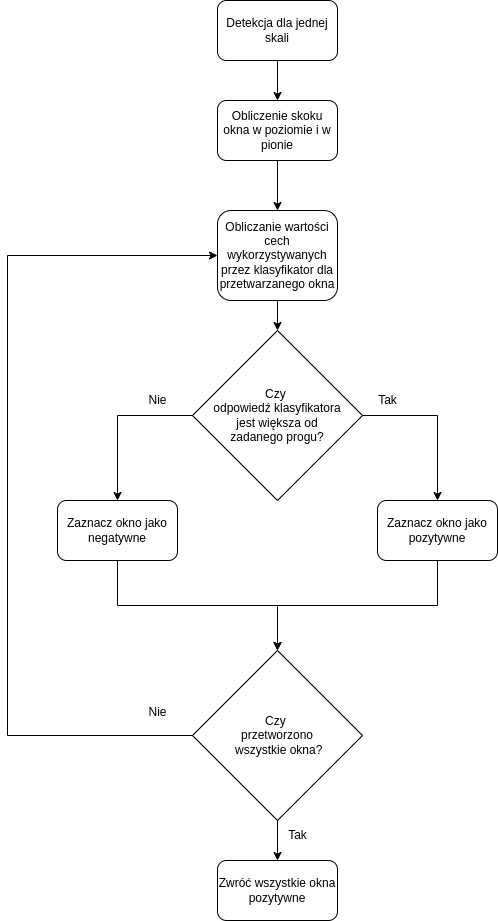 Detekcja dla jednej
skali
Obliczenie skoku
okna w poziomie i w
pionie
Obliczanie wartości
cech
wykorzystywanych
przez klasyfikator dla
przetwarzanego okna
Czy
odpowiedź klasyfikatora
jest większa od
zadanego progu?
Nie
Tak
Zaznacz okno jako
negatywne
Zaznacz okno jako
pozytywne
Czy
przetworzono
wszystkie okna?
Nie
Tak
Zwróć wszystkie okna
pozytywne